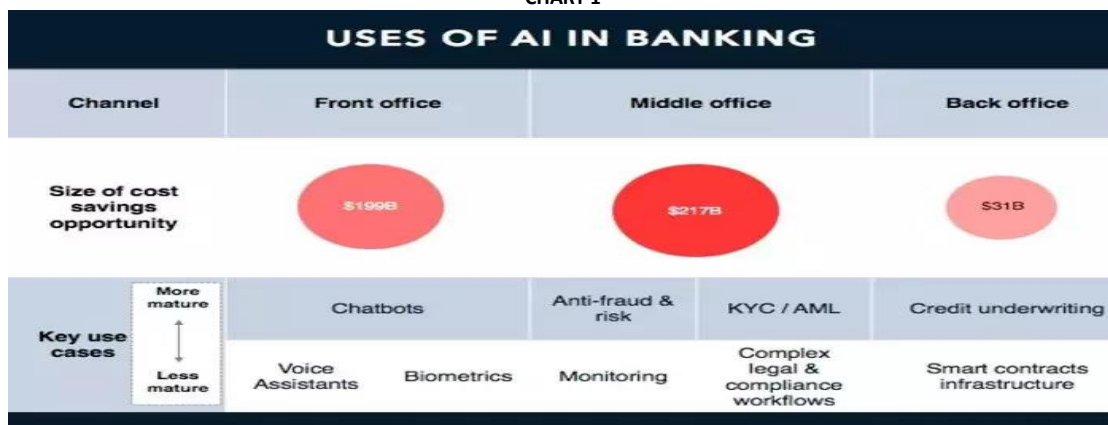 CHART 1
USES OF AI IN BANKING
Channel
Front office
Middle office
Back office
Size of cost
savings
opportunity
$199B
$217B
$31B
Key use
cases
More
mature
Less
mature
Chatbots
Anti-fraud &
risk
KYC / AML
Credit underwriting
Voice
Assistants
Biometrics
Monitoring
Complex
legal &
compliance
workflows
Smart contracts
infrastructure